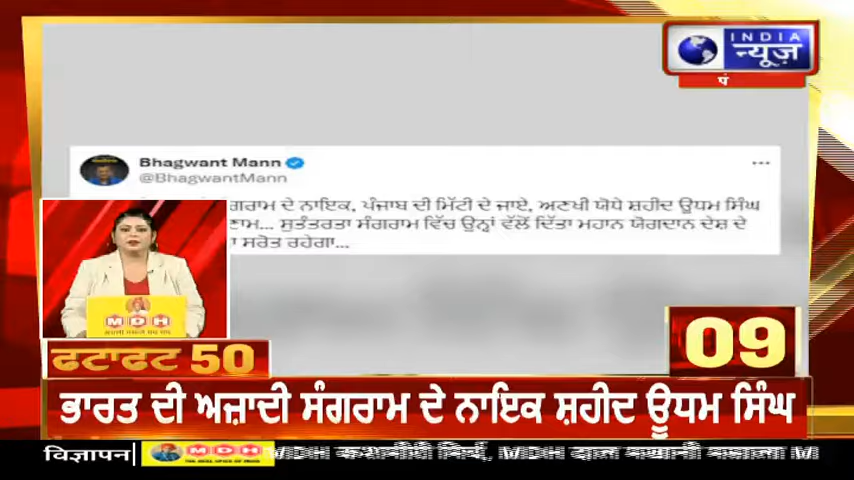 INDIA
न्यूज़
ਪੰ
Bhagwant Mann
@BhagwantMann
ਗਰਾਮ ਦੇ ਨਾਇਕ, ਪੰਜਾਬ ਦੀ ਮਿੱਟੀ ਦੇ ਜਾਏ, ਅਣਖੀ ਯੋਧੇ ਸ਼ਹੀਦ ਊਧਮ ਸਿੰਘ
ਣਾਮ... ਸੁਤੰਤਰਤਾ ਸੰਗਰਾਮ ਵਿੱਚ ਉਨ੍ਹਾਂ ਵੱਲੋਂ ਦਿੱਤਾ ਮਹਾਨ ਯੋਗਦਾਨ ਦੇਸ਼ ਦੇ
ਾ ਸਰੋਤ ਰਹੇਗਾ...
MDH
ਫਟਾਫਟ 50
09
ਭਾਰਤ ਦੀ ਅਜ਼ਾਦੀ ਸੰਗਰਾਮ ਦੇ ਨਾਇਕ ਸ਼ਹੀਦ ਊਧਮ ਸਿੰਘ
विज्ञापन MDH